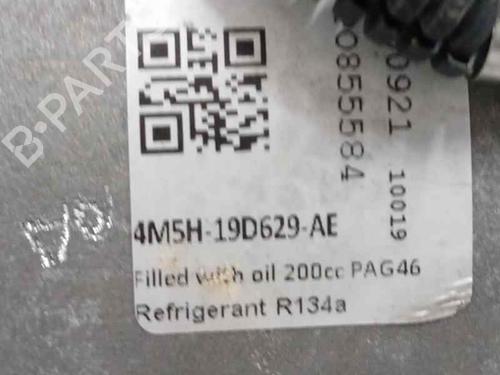 B-PARTS
0921 10019
0855584
4M5H-19D629-AE
Filled with oil 200cc PAG46
Refrigerant R134a